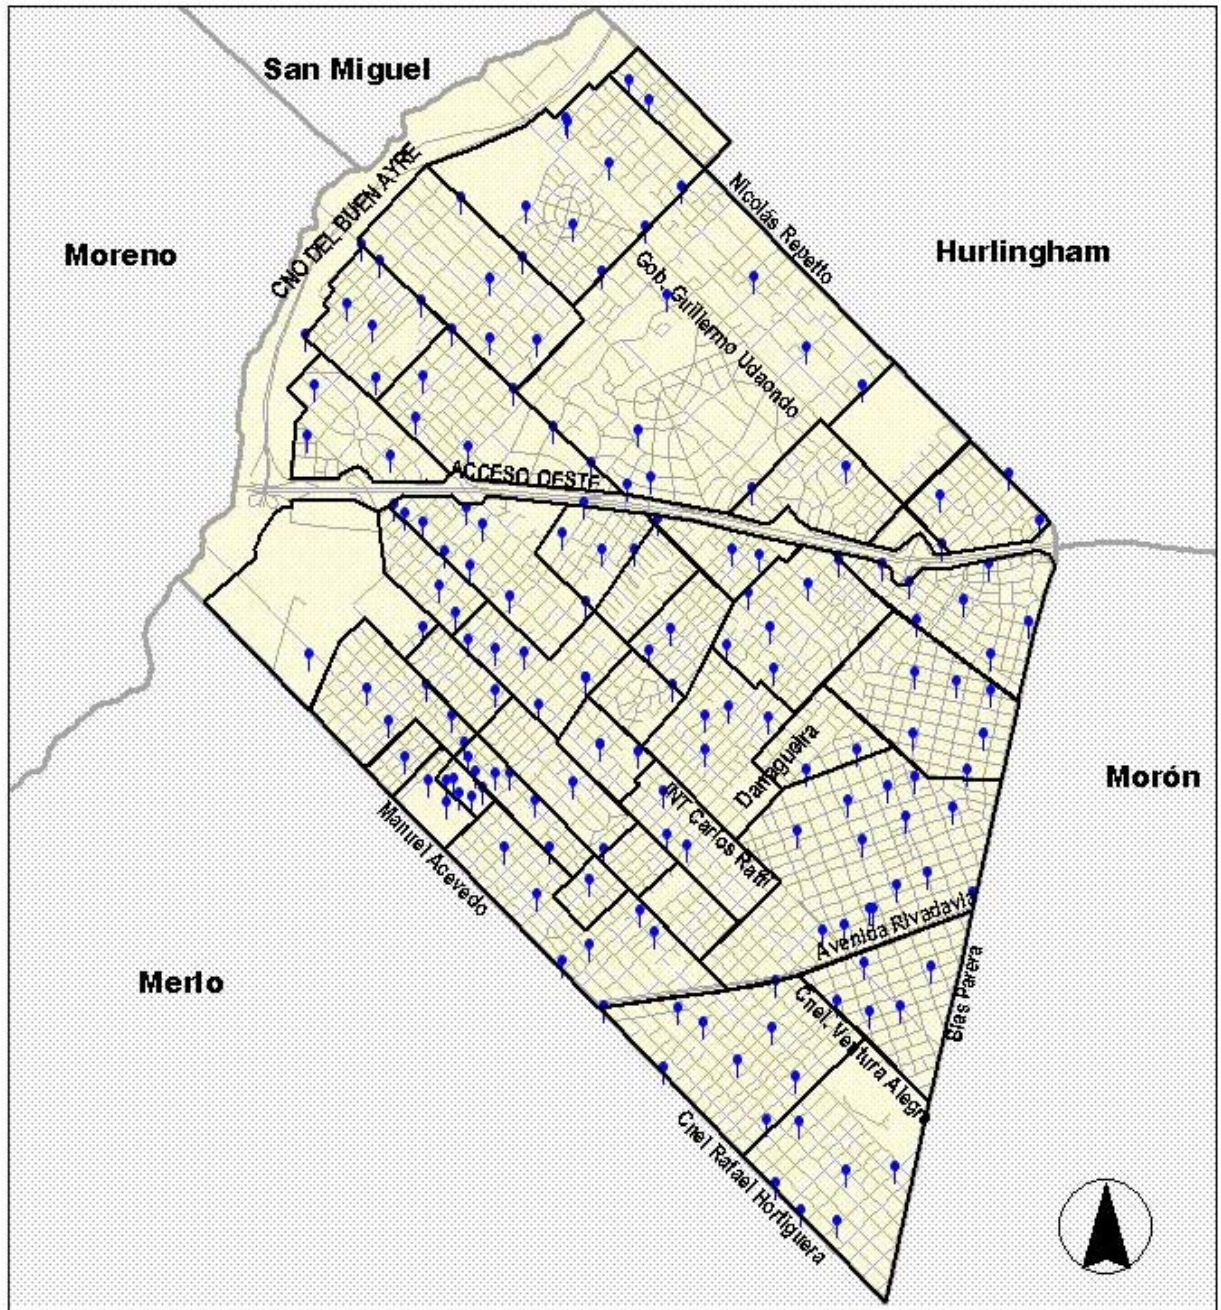 San Miguel
CNO DEL BUEN AYRE
Moreno
Nicolás Repetto
Hurlingham
Gob. Guillermo Udaondo
ACCESO OESTE
Morón
Darragueira
INT Carlos Ratti
Manuel Acevedo
Avenida Rivadavia
Merlo
Blas Parera
Cnel. Ventura Alegre
Cnel Rafael Hortiguera